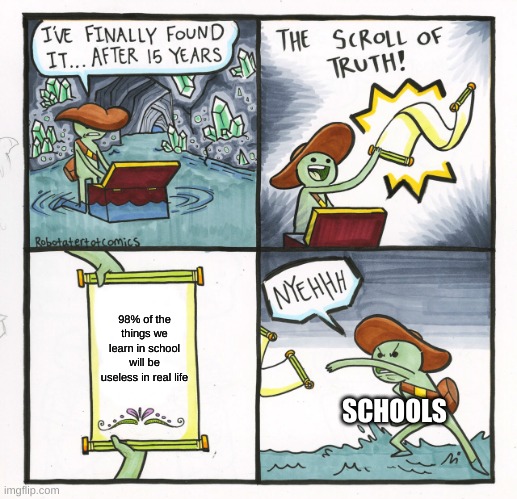 I'VE FINALLY FOUND
IT... AFTER 15 YEARS
THE SCROLL OF
TRUTH!
Robotatertotcomics
98% of the
things we
learn in school
will be
useless in real life
NYEHHH
SCHOOLS
imgflip.com